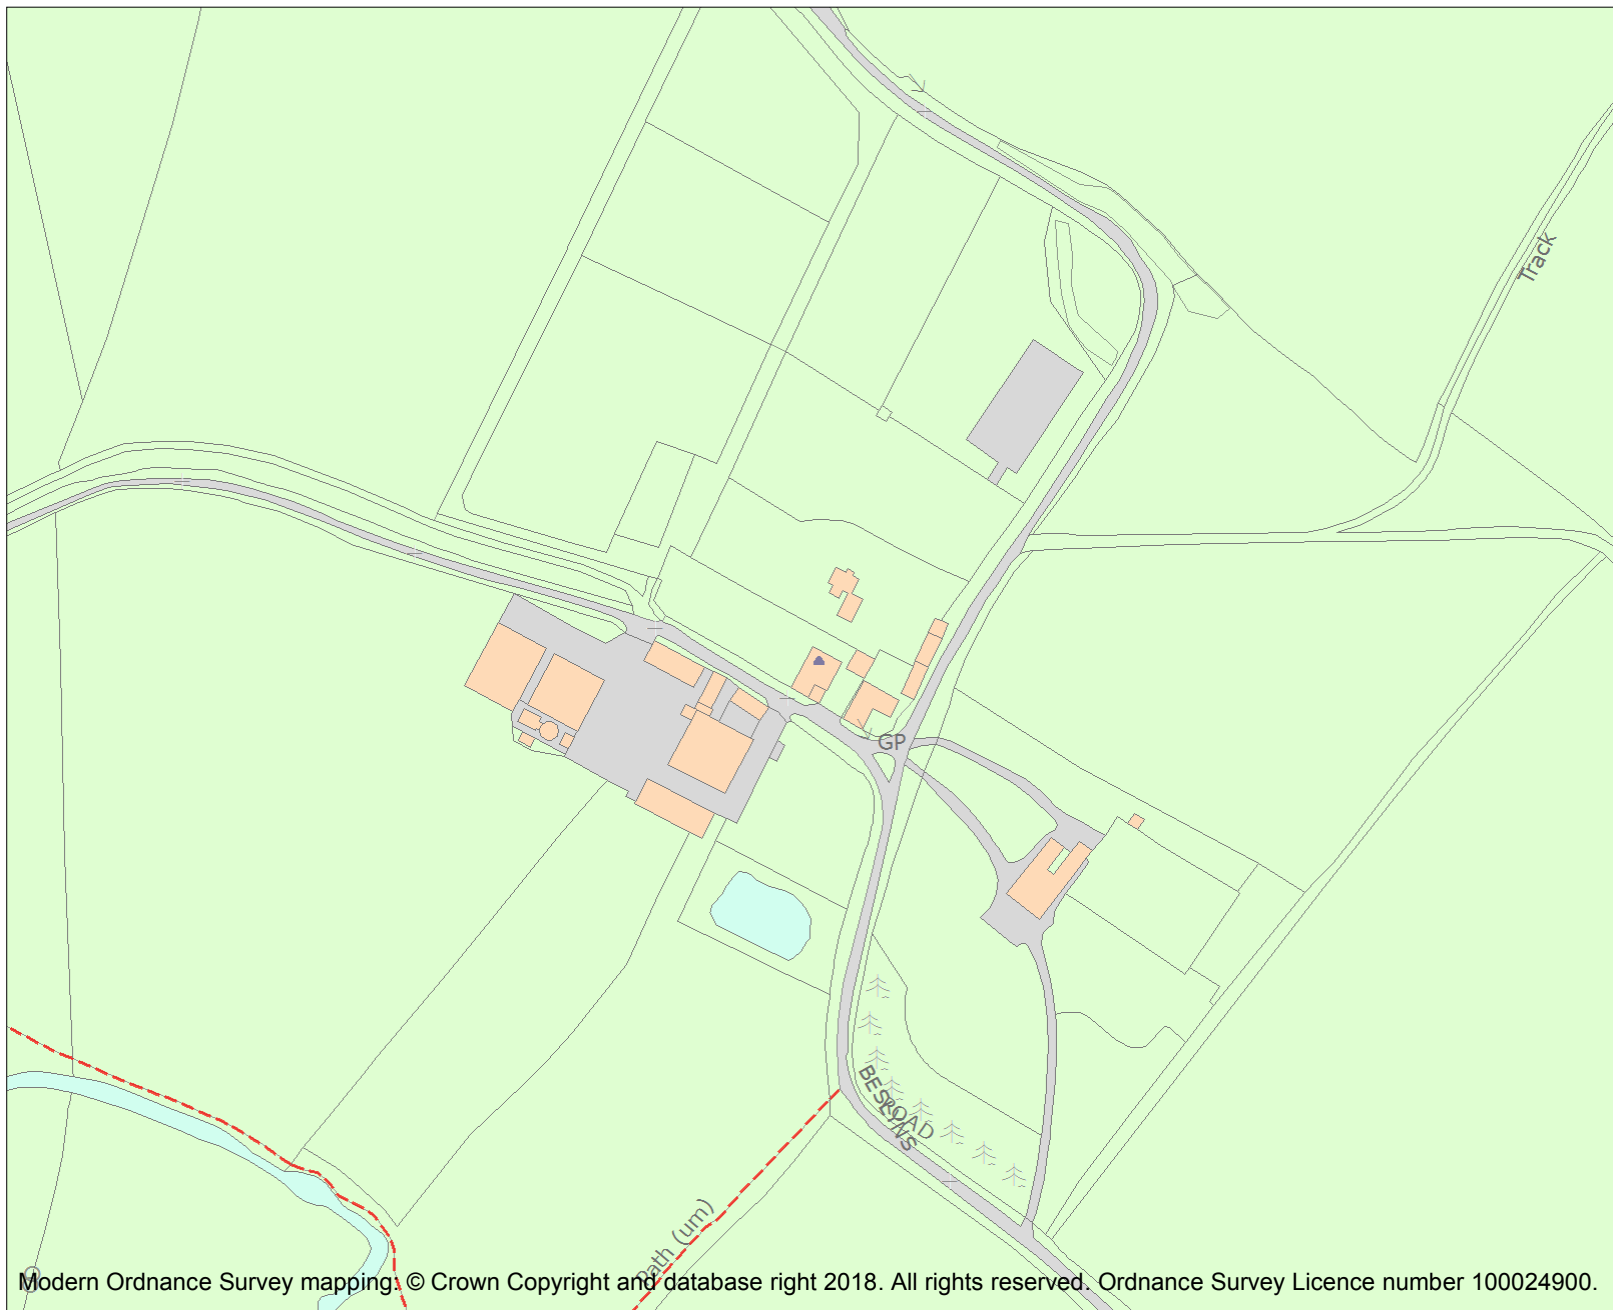 Track
GP
BESLYNS
ROAD
Path (um)
Modern Ordnance Survey mapping: © Crown Copyright and database right 2018. All rights reserved. Ordnance Survey Licence number 100024900.